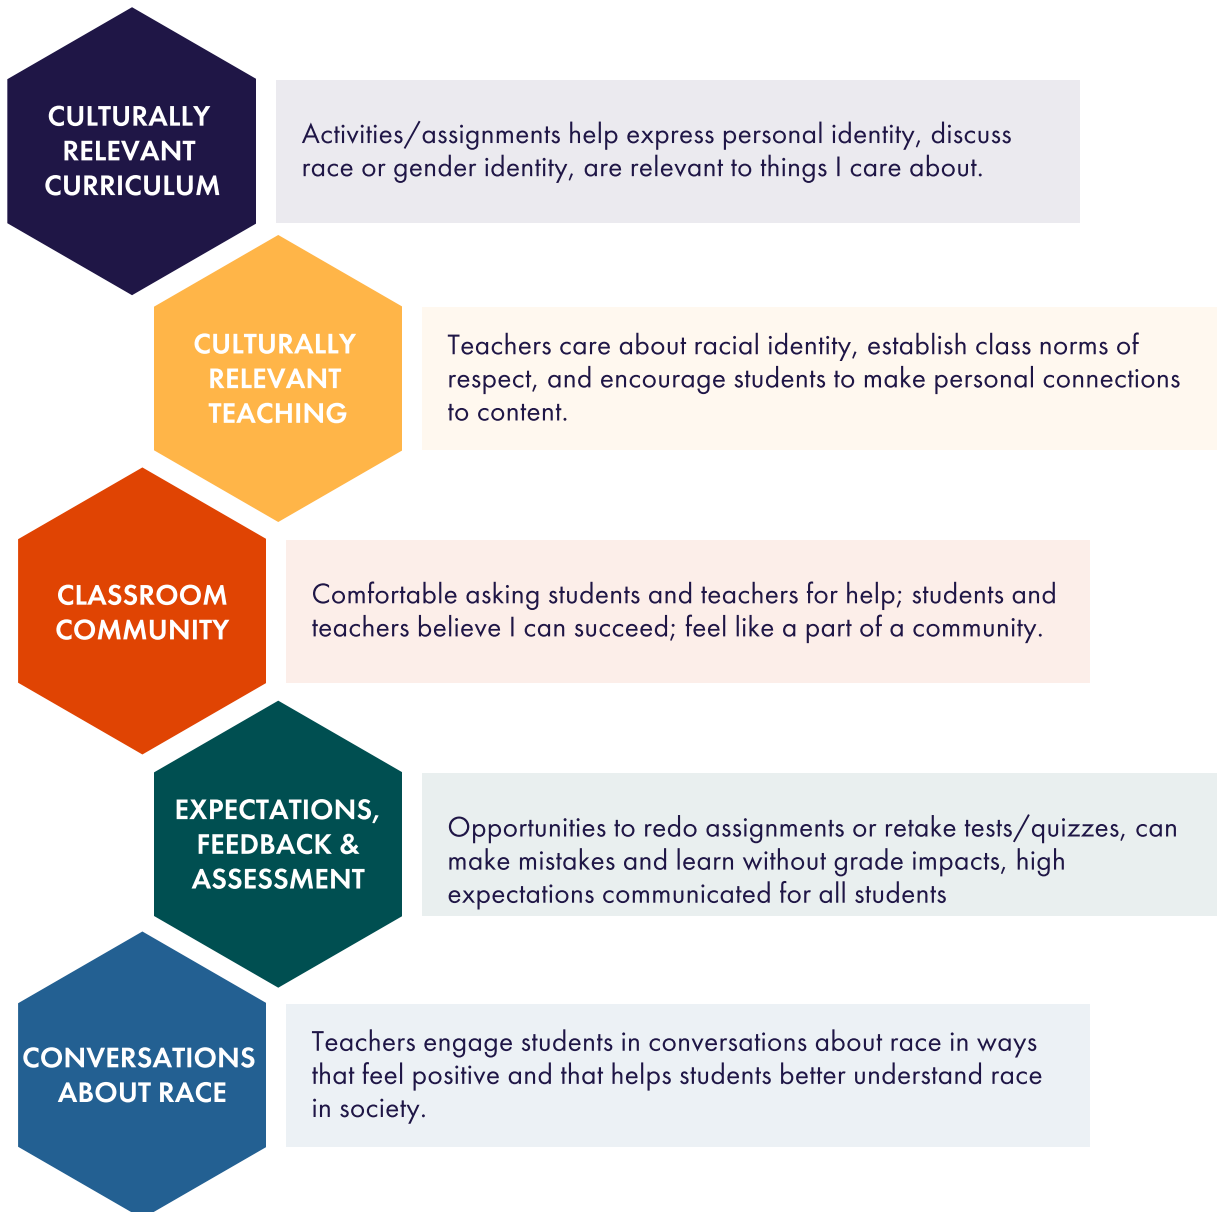 CULTURALLY
RELEVANT
CURRICULUM
Activities/assignments help express personal identity, discuss
race or gender identity, are relevant to things I care about.
CULTURALLY
RELEVANT
TEACHING
Teachers care about racial identity, establish class norms of
respect, and encourage students to make personal connections
to content.
CLASSROOM
COMMUNITY
Comfortable asking students and teachers for help; students and
teachers believe I can succeed; feel like a part of a community.
EXPECTATIONS,
FEEDBACK &
ASSESSMENT
Opportunities to redo assignments or retake tests/quizzes, can
make mistakes and learn without grade impacts, high
expectations communicated for all students
CONVERSATIONS
ABOUT RACE
Teachers engage students in conversations about race in ways
that feel positive and that helps students better understand race
in society.